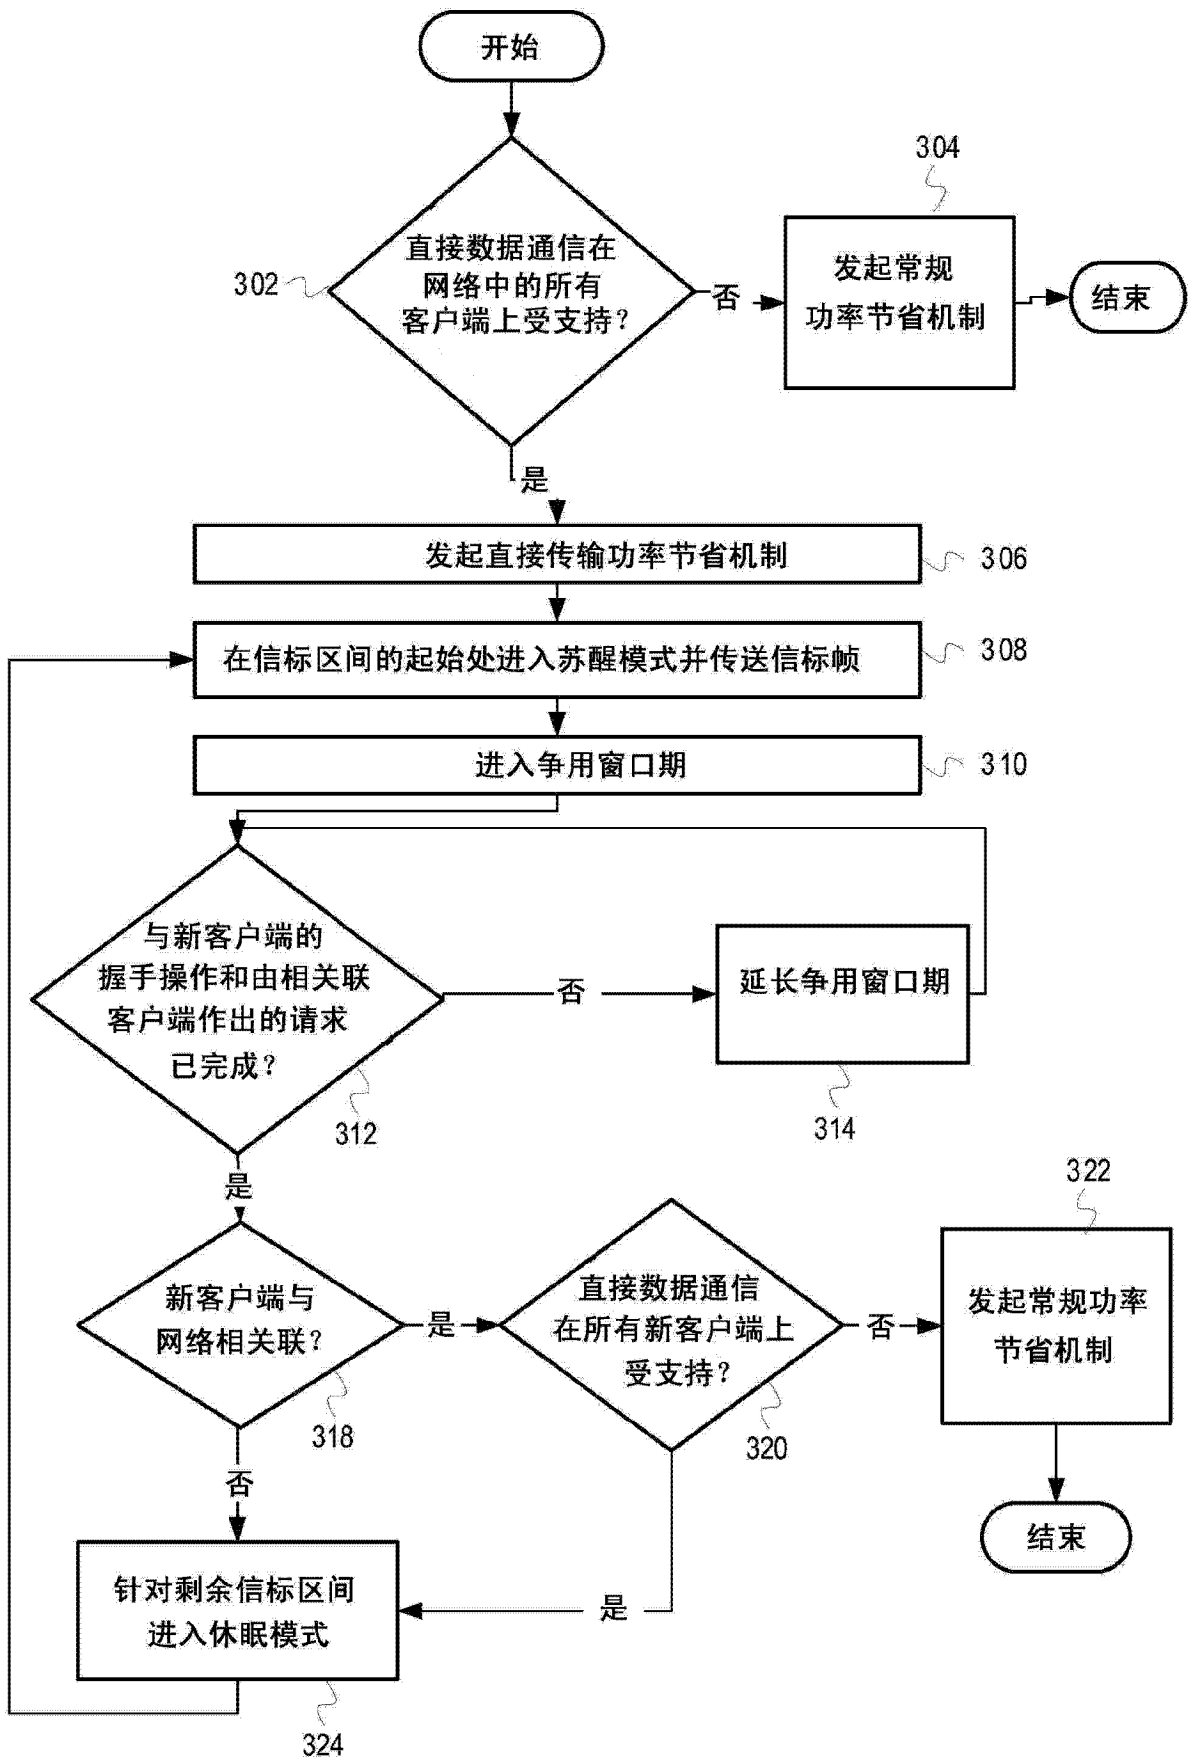 开始
304
直接数据通信在
网络中的所有
客户端上受支持？
302
否
发起常规
功率节省机制
结束
是
发起直接传输功率节省机制
306
在信标区间的起始处进入苏醒模式并传送信标帧
308
进入争用窗口期
310
与新客户端的
握手操作和由相关联
客户端作出的请求
已完成？
312
否
延长争用窗口期
314
是
322
新客户端与
网络相关联？
318
是
直接数据通信
在所有新客户端上
受支持？
320
否
发起常规功率
节省机制
否
结束
针对剩余信标区间
进入休眠模式
是
324